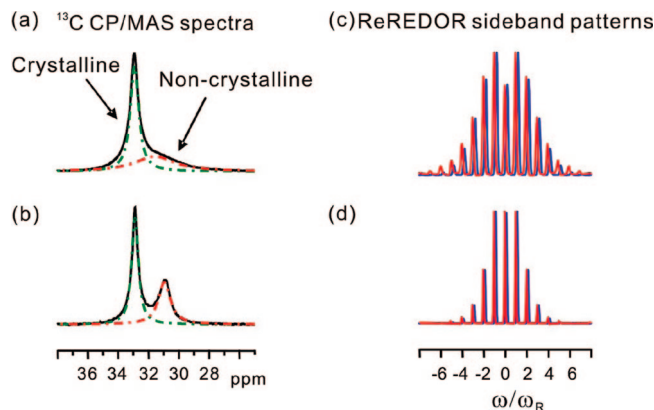 (a) ¹³C CP/MAS spectra
Crystalline
Non-crystalline
(b)
36 34 32 30 28 ppm
(c) ReREDOR sideband patterns
(d)
-6 -4 -2 0 2 4 6
ω/ω_R